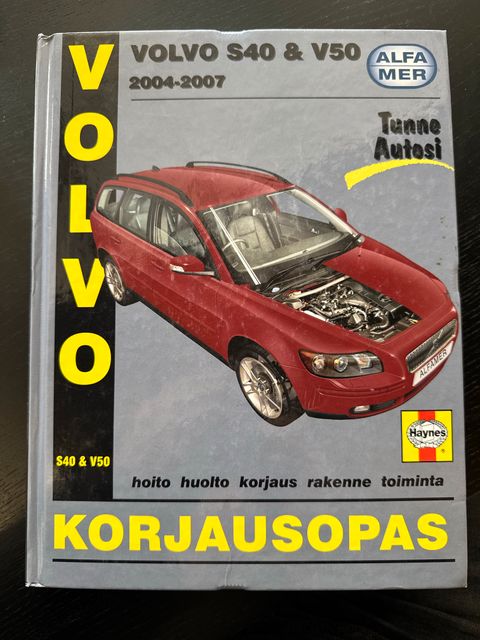 VOLVO
VOLVO S40 & V50
2004-2007
ALFA
MER
Tunne
Autosi
ALFAMER
Haynes
®
S40 & V50
hoito huolto korjaus rakenne toiminta
KORJAUSOPAS